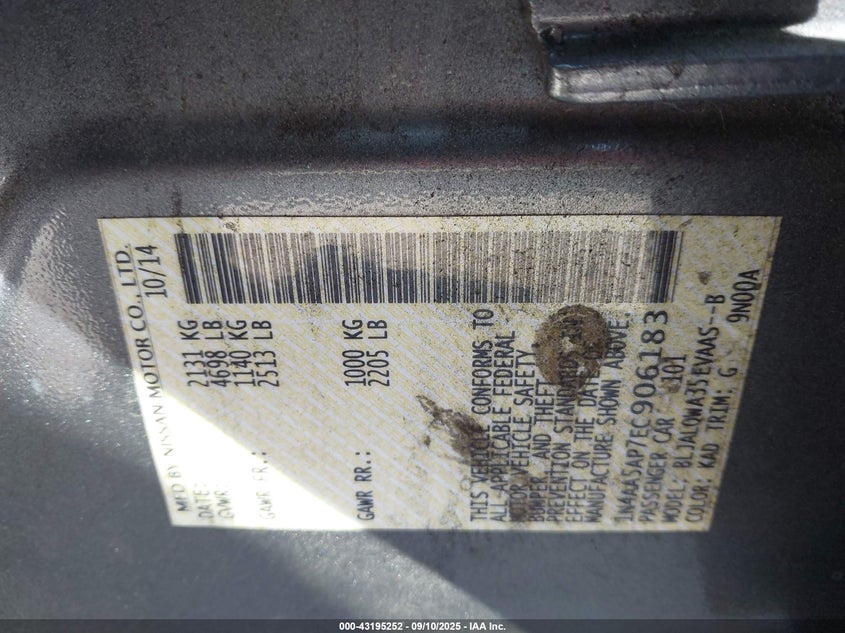 MFD BY NISSAN MOTOR CO., LTD.
DATE: 10/14
GVWR: 2131 KG
4698 LB
GAWR FR.: 1140 KG
2513 LB
GAWR RR.: 1000 KG
2205 LB
THIS VEHICLE CONFORMS TO
ALL APPLICABLE FEDERAL
MOTOR VEHICLE SAFETY,
BUMPER AND THEFT
PREVENTION STANDARDS IN
EFFECT ON THE DATE OF
MANUFACTURE SHOWN ABOVE.
1N4AA5AP7EC906183
PASSENGER CAR 101
MODEL: BLJALQWA35EVAAS--B
COLOR: KAD TRIM: G 9N00A
000-43195252 - 09/10/2025 - IAA Inc.